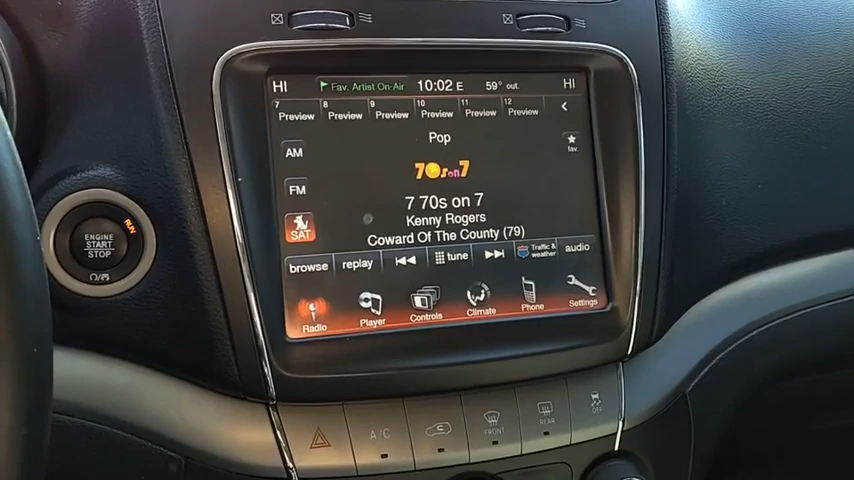 HI Fav. Artist On-Air 10:02 E 59° out. HI
7 8 9 10 11 12
Preview Preview Preview Preview Preview Preview
Pop
AM
fav.
70s on 7
FM
7 70s on 7
Kenny Rogers
SAT
Coward Of The County (79)
browse replay tune Traffic & weather audio
Radio Player Controls Climate Phone Settings
RUN
ENGINE
START
STOP
A/C
FRONT
REAR
OFF